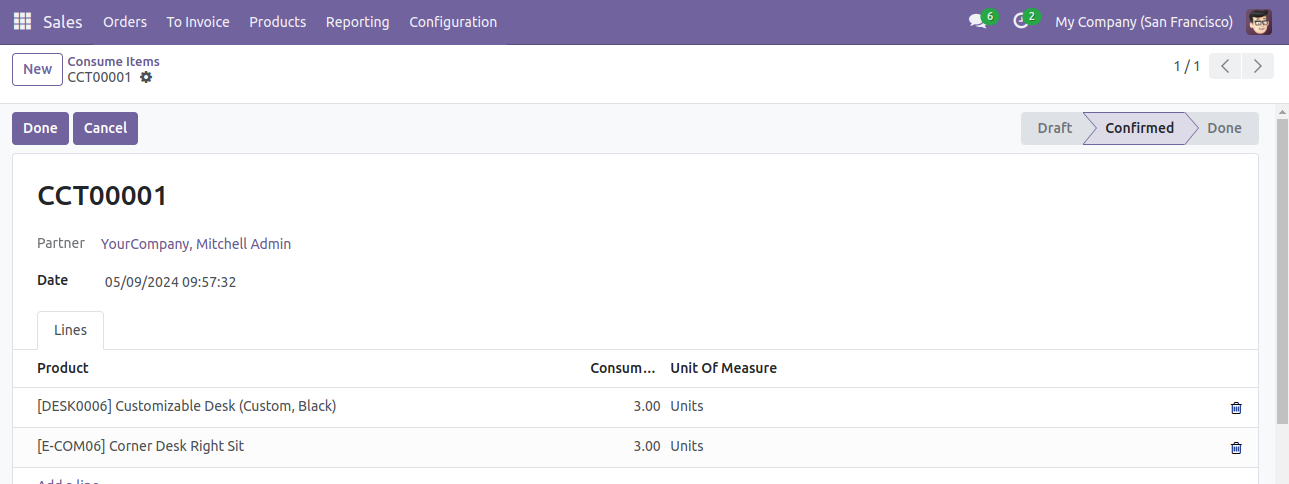 Sales Orders To Invoice Products Reporting Configuration 6 2 My Company (San Francisco)
New Consume Items
CCT00001
1 / 1
Done Cancel Draft Confirmed Done
CCT00001
Partner YourCompany, Mitchell Admin
Date 05/09/2024 09:57:32
Lines
Product Consum... Unit Of Measure
[DESK0006] Customizable Desk (Custom, Black) 3.00 Units
[E-COM06] Corner Desk Right Sit 3.00 Units
Add a line